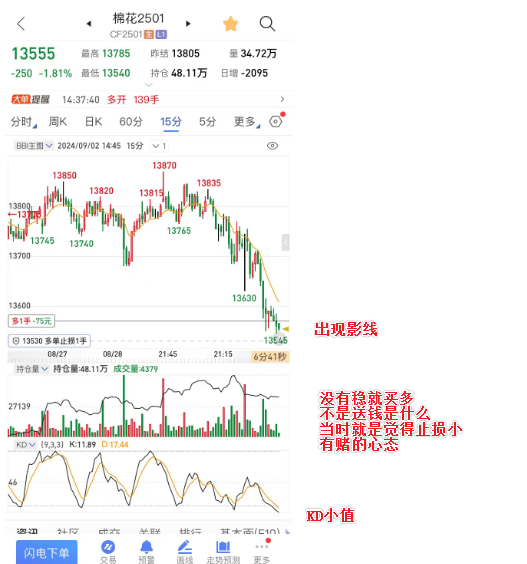 棉花2501
CF2501 主 L1
13555
-250 -1.81%
最高 13785 昨结 13805 量 34.72万
最低 13540 持仓 48.11万 日增 -2095
大单提醒 14:37:40 多开 139手
分时 周K 日K 60分 15分 5分 更多
BBI主图 2024/09/02 14:45 15分 1
13870
13850
13835
13820
13815
13800
13765
13745
13740
13700
13630
13600
多1手 -75元
13530 多单止损1手
13545
08/27 08/28 21:45 21:15 6分41秒
持仓量 持仓量:48.11万 成交量:4379
27139
KD (9,3,3) K:11.89 D:17.44
46
资讯 社区 成交 关联 排行 基本面(F10)
闪电下单 交易 预警 画线 走势预测 更多
出现影线
没有稳就买多
不是送钱是什么
当时就是觉得止损小
有赌的心态
KD小值